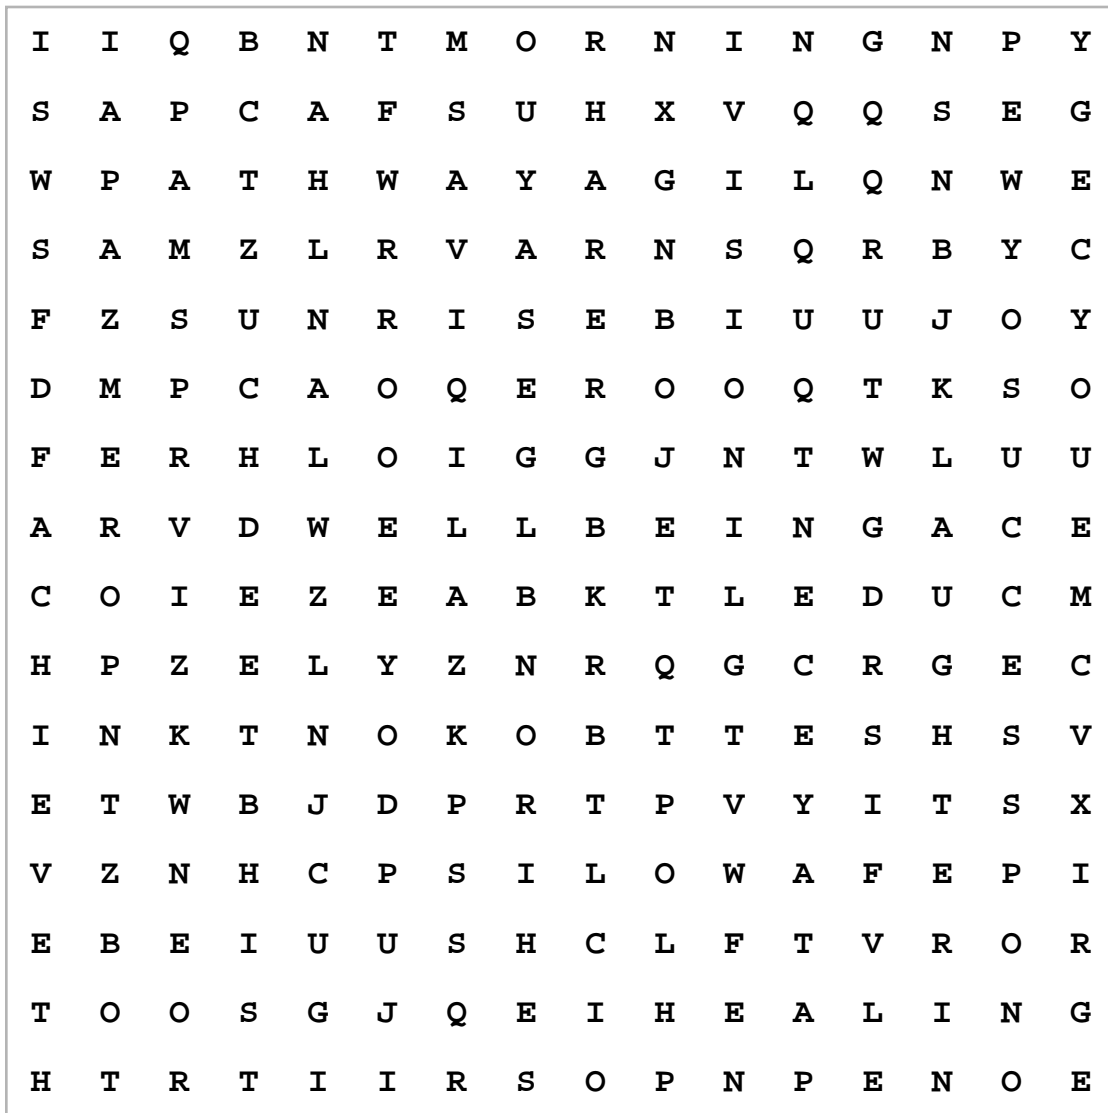 I I Q B N T M O R N I N G N P Y
S A P C A F S U H X V Q Q S E G
W P A T H W A Y A G I L Q N W E
S A M Z L R V A R N S Q R B Y C
F Z S U N R I S E B I U U J O Y
D M P C A O Q E R O O Q T K S O
F E R H L O I G G J N T W L U U
A R V D W E L L B E I N G A C E
C O I E Z E A B K T L E D U C M
H P Z E L Y Z N R Q G C R G E C
I N K T N O K O B T T E S H S V
E T W B J D P R T P V Y I T S X
V Z N H C P S I L O W A F E P I
E B E I U U S H C L F T V R O R
T O O S G J Q E I H E A L I N G
H T R T I I R S O P N P E N O E